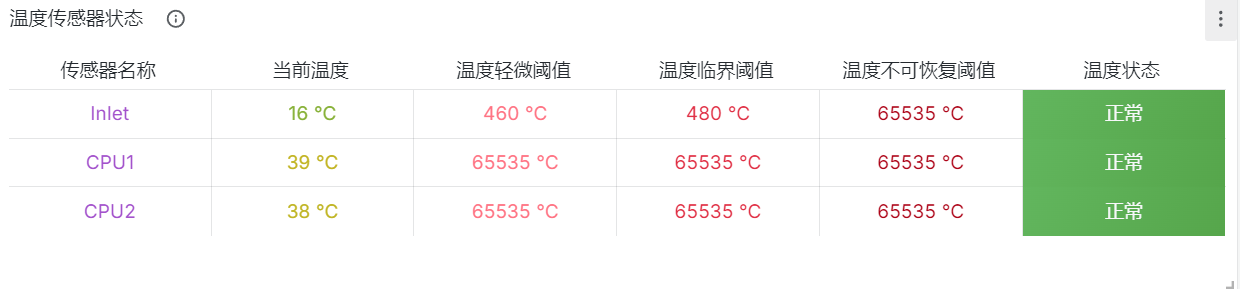 温度传感器状态
传感器名称 当前温度 温度轻微阈值 温度临界阈值 温度不可恢复阈值 温度状态
Inlet 16 °C 460 °C 480 °C 65535 °C 正常
CPU1 39 °C 65535 °C 65535 °C 65535 °C 正常
CPU2 38 °C 65535 °C 65535 °C 65535 °C 正常